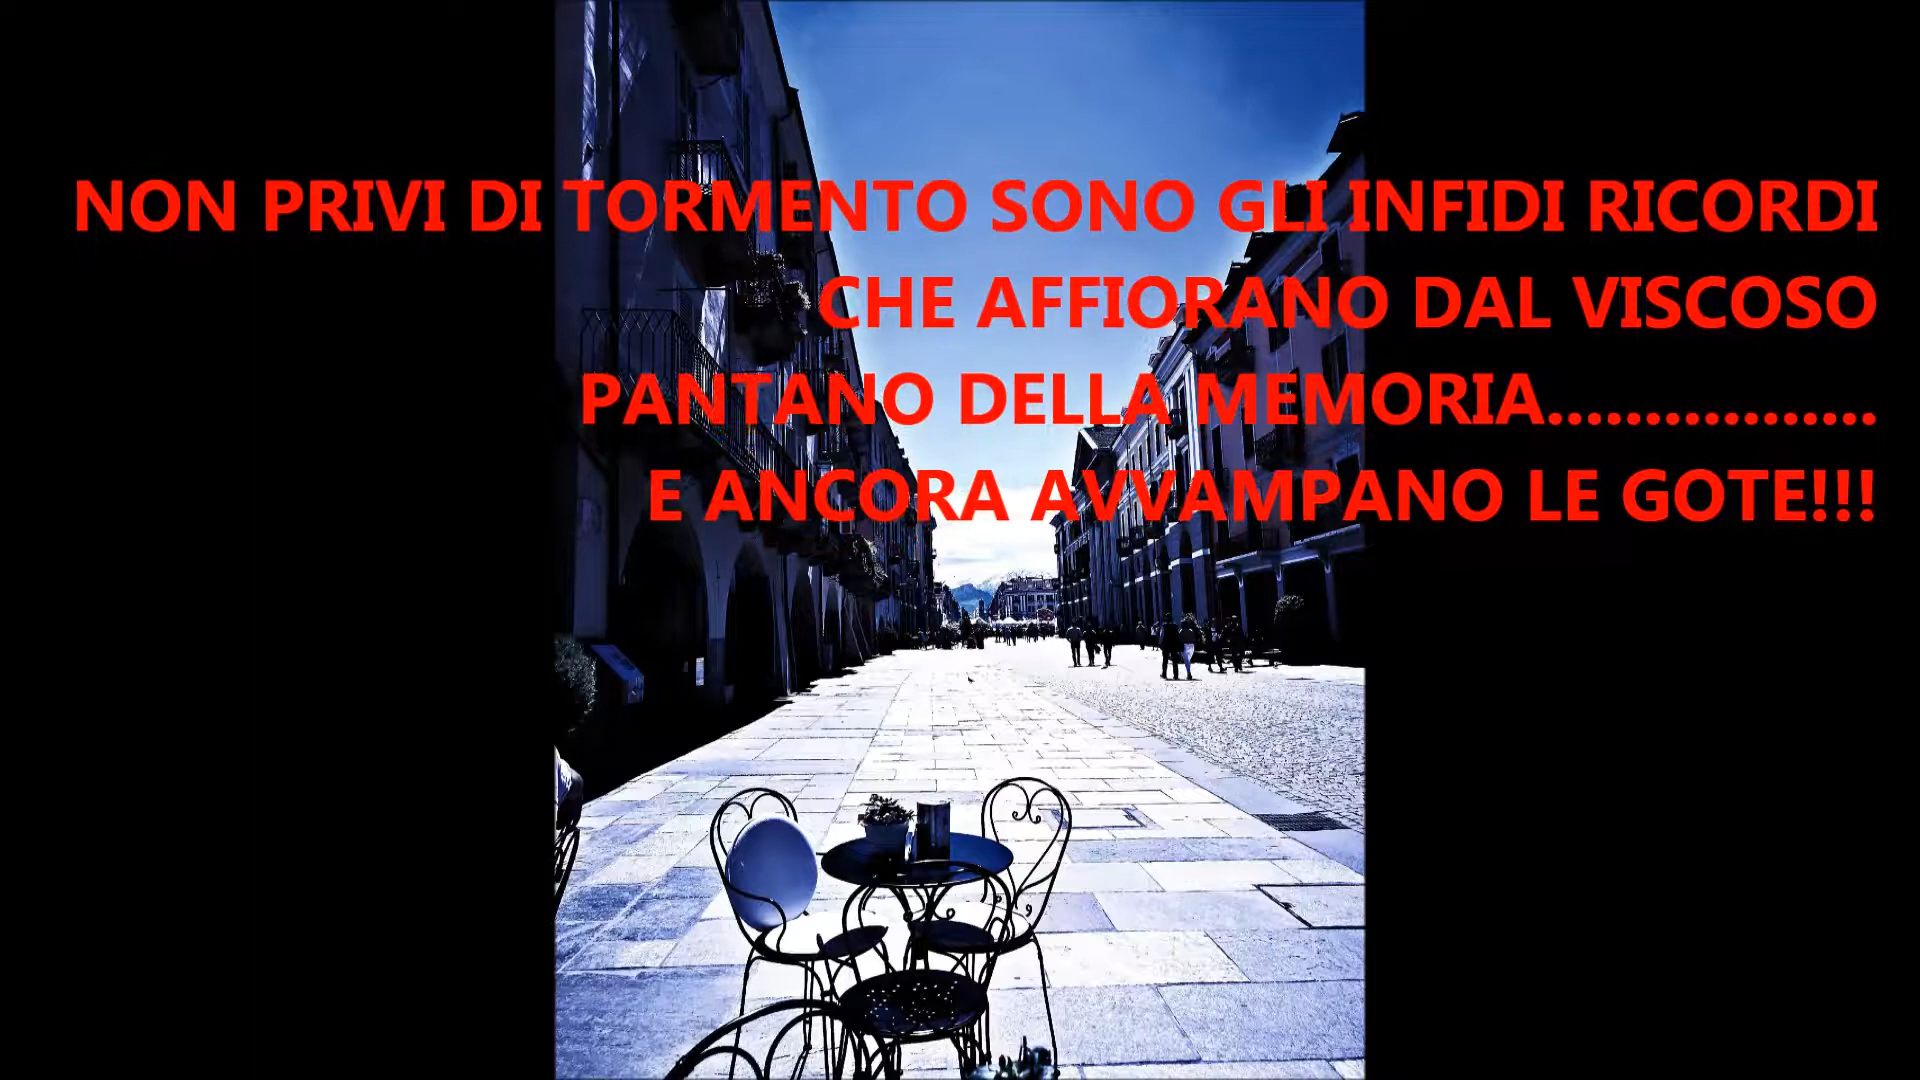 NON PRIVI DI TORMENTO SONO GLI INFIDI RICORDI
CHE AFFIORANO DAL VISCOSO
PANTANO DELLA MEMORIA.................
E ANCORA AVVAMPANO LE GOTE!!!